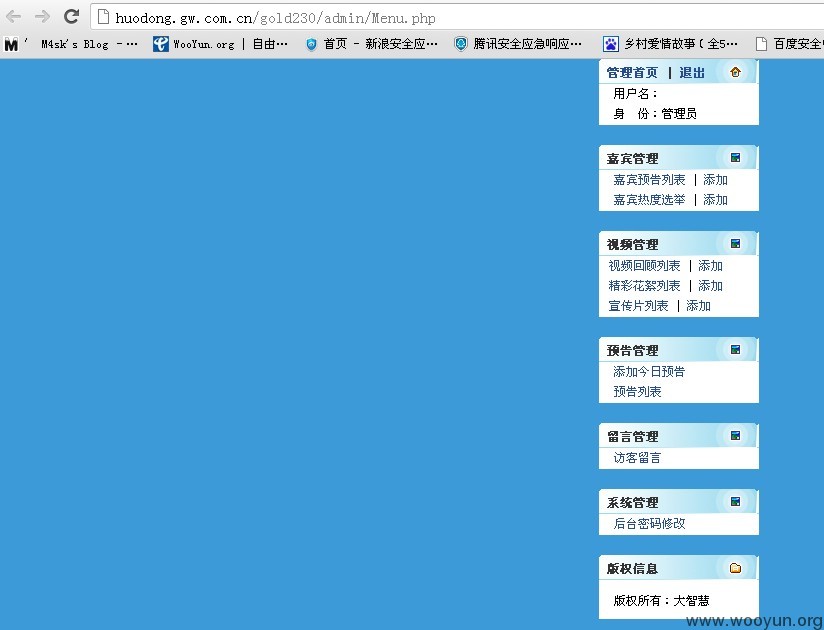 huodong.gw.com.cn/gold230/admin/Menu.php
M4sk's Blog - ··· WooYun.org | 自由··· 首页 - 新浪安全应··· 腾讯安全应急响应··· 乡村爱情故事〔全5··· 百度安全
管理首页 | 退出
用户名：
身 份：管理员
嘉宾管理
嘉宾预告列表 | 添加
嘉宾热度选举 | 添加
视频管理
视频回顾列表 | 添加
精彩花絮列表 | 添加
宣传片列表 | 添加
预告管理
添加今日预告
预告列表
留言管理
访客留言
系统管理
后台密码修改
版权信息
版权所有：大智慧
www.wooyun.org